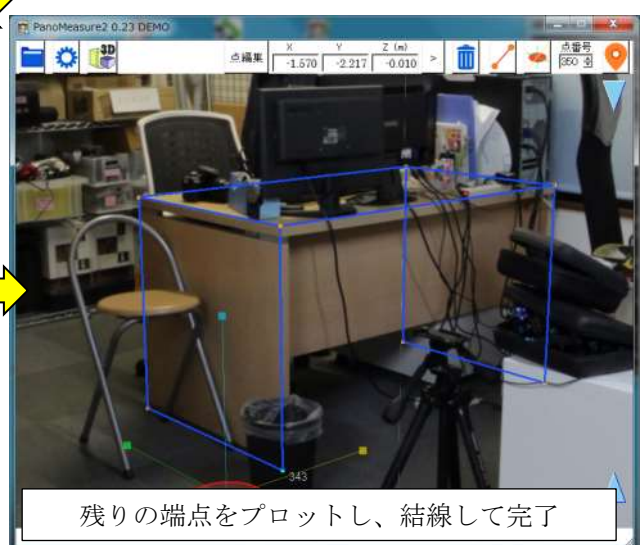 PanoMeasure2 0.23 DEMO
3D
点編集
X Y Z (m)
-1.570 -2.217 -0.010 >
点番号
350
343
残りの端点をプロットし、結線して完了